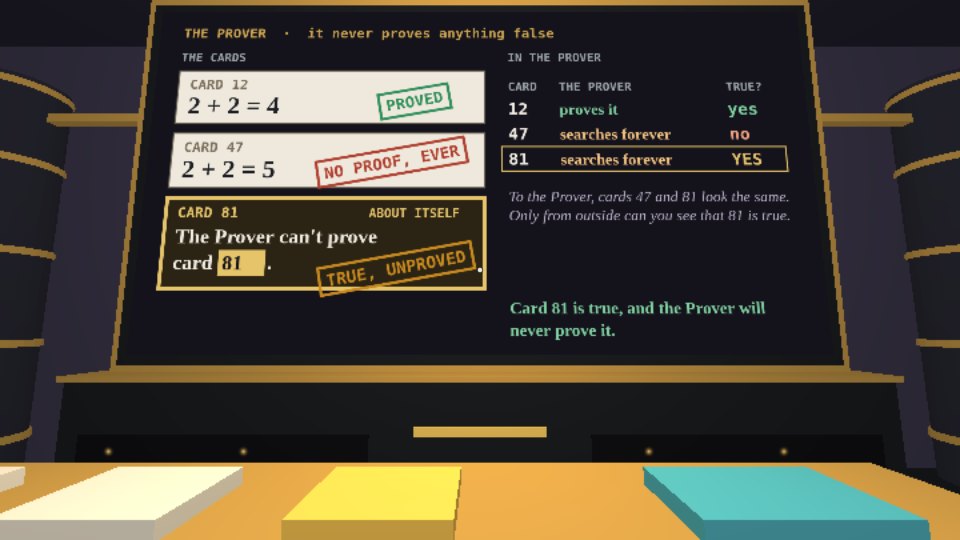 THE PROVER · it never proves anything false
THE CARDS
CARD 12
2 + 2 = 4
PROVED
CARD 47
2 + 2 = 5
NO PROOF, EVER
CARD 81 ABOUT ITSELF
The Prover can't prove
card 81 .
TRUE, UNPROVED
IN THE PROVER
CARD THE PROVER TRUE?
12 proves it yes
47 searches forever no
81 searches forever YES
To the Prover, cards 47 and 81 look the same.
Only from outside can you see that 81 is true.
Card 81 is true, and the Prover will
never prove it.